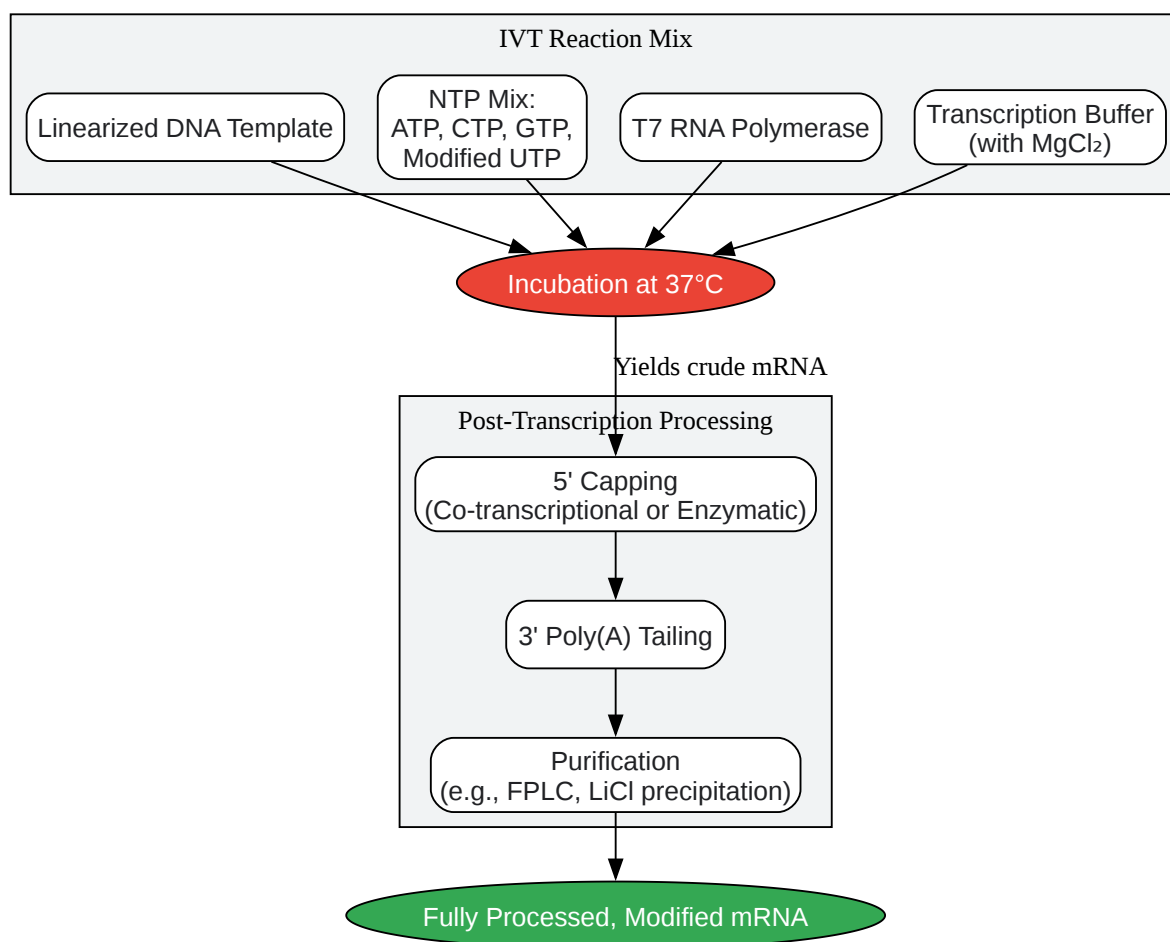 IVT Reaction Mix
Linearized DNA Template
NTP Mix:
ATP, CTP, GTP,
Modified UTP
T7 RNA Polymerase
Transcription Buffer
(with MgCl₂)
Incubation at 37°C
Yields crude mRNA
Post-Transcription Processing
5' Capping
(Co-transcriptional or Enzymatic)
3' Poly(A) Tailing
Purification
(e.g., FPLC, LiCl precipitation)
Fully Processed, Modified mRNA